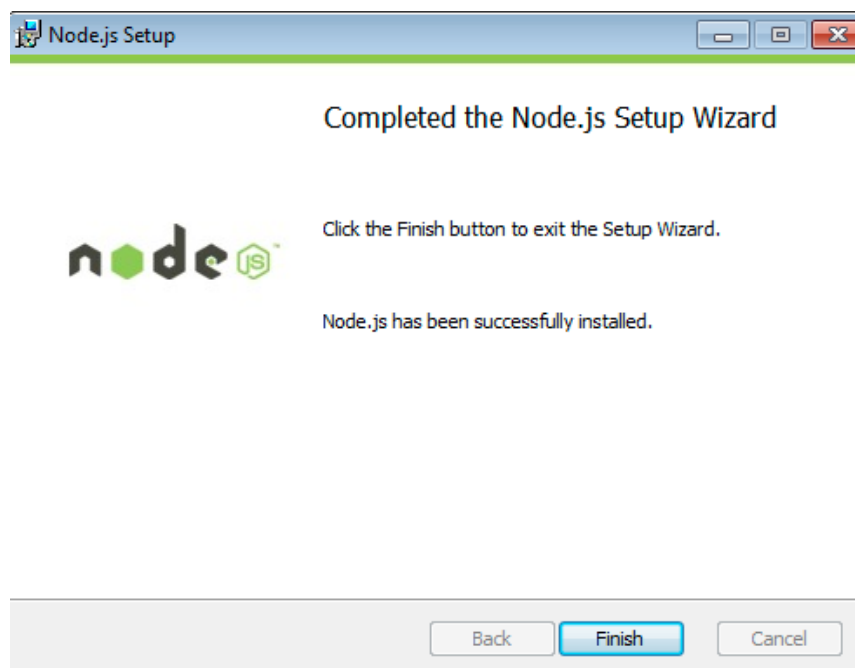 Node.js Setup
Completed the Node.js Setup Wizard
Click the Finish button to exit the Setup Wizard.
node JS™
Node.js has been successfully installed.
Back Finish Cancel